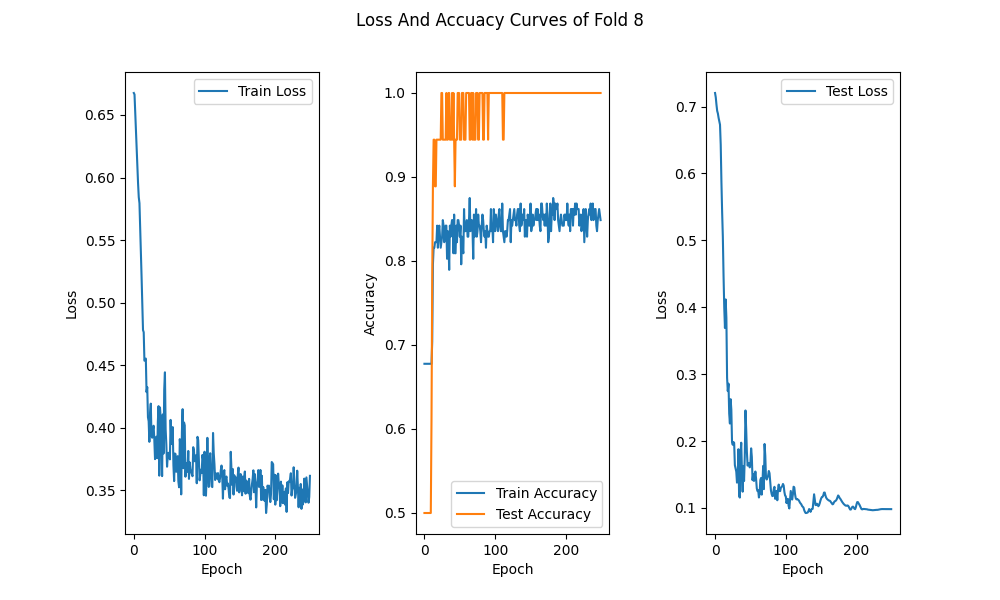 Loss And Accuacy Curves of Fold 8
Train Loss
0.65
0.60
0.55
0.50
0.45
0.40
0.35
Loss
0
100
200
Epoch
1.0
0.9
0.8
0.7
0.6
0.5
Accuracy
Train Accuracy
Test Accuracy
0
100
200
Epoch
Test Loss
0.7
0.6
0.5
0.4
0.3
0.2
0.1
Loss
0
100
200
Epoch